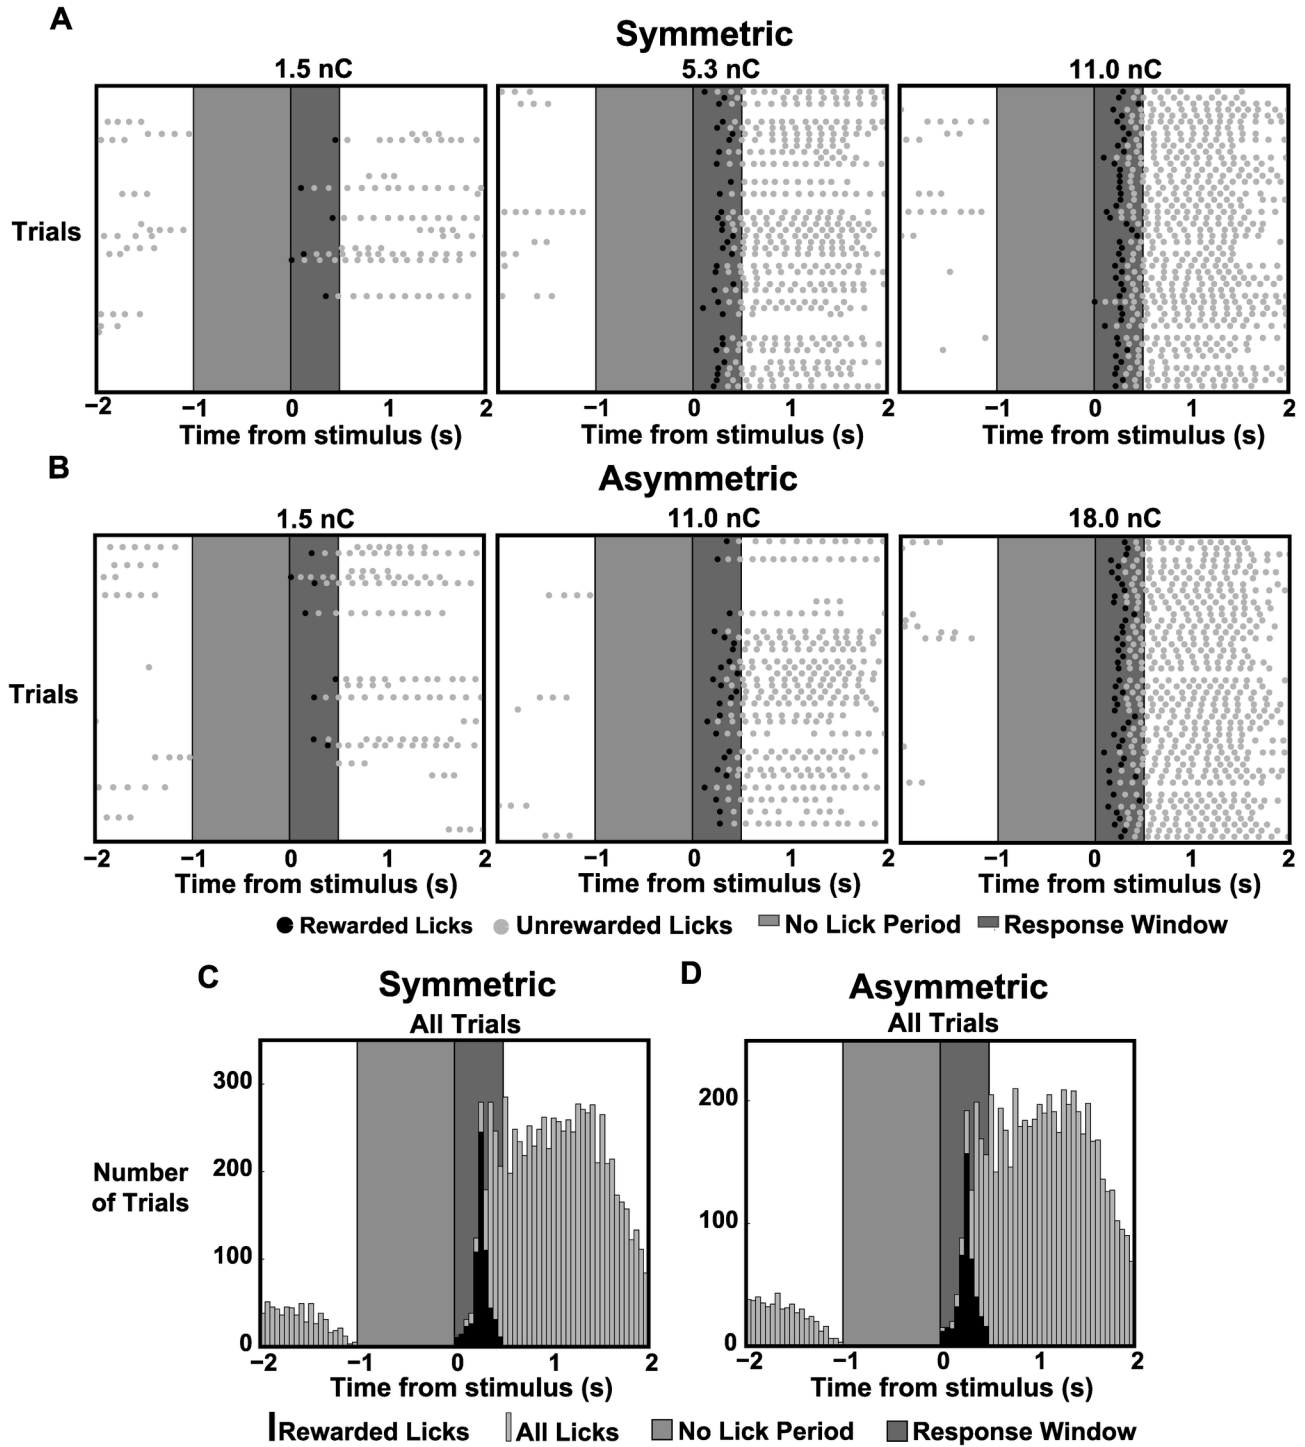 A
Symmetric
1.5 nC 5.3 nC 11.0 nC
Trials
−2 −1 0 1 2 −1 0 1 2 −1 0 1 2
Time from stimulus (s) Time from stimulus (s) Time from stimulus (s)
B
Asymmetric
1.5 nC 11.0 nC 18.0 nC
Trials
−2 −1 0 1 2 −1 0 1 2 −1 0 1 2
Time from stimulus (s) Time from stimulus (s) Time from stimulus (s)
Rewarded Licks Unrewarded Licks No Lick Period Response Window
C
Symmetric
All Trials
Number
of Trials
300
200
100
0
−2 −1 0 1 2
Time from stimulus (s)
D
Asymmetric
All Trials
200
100
0
−2 −1 0 1 2
Time from stimulus (s)
Rewarded Licks All Licks No Lick Period Response Window